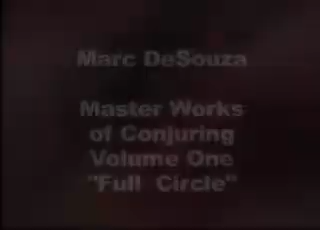 Marc DeSouza
Master Works
of Conjuring
Volume One
"Full Circle"